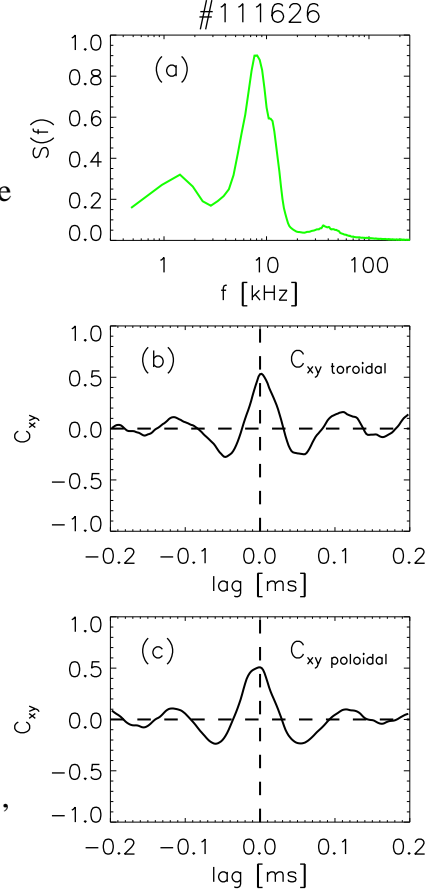 #111626
1.0
0.8
0.6
0.4
0.2
0.0
S(f)
(a)
e
1 10 100
f [kHz]
1.0
0.5
0.0
−0.5
−1.0
C_xy
(b)
C_xy toroidal
−0.2 −0.1 0.0 0.1 0.2
lag [ms]
1.0
0.5
0.0
−0.5
−1.0
C_xy
(c)
C_xy poloidal
,
−0.2 −0.1 0.0 0.1 0.2
lag [ms]